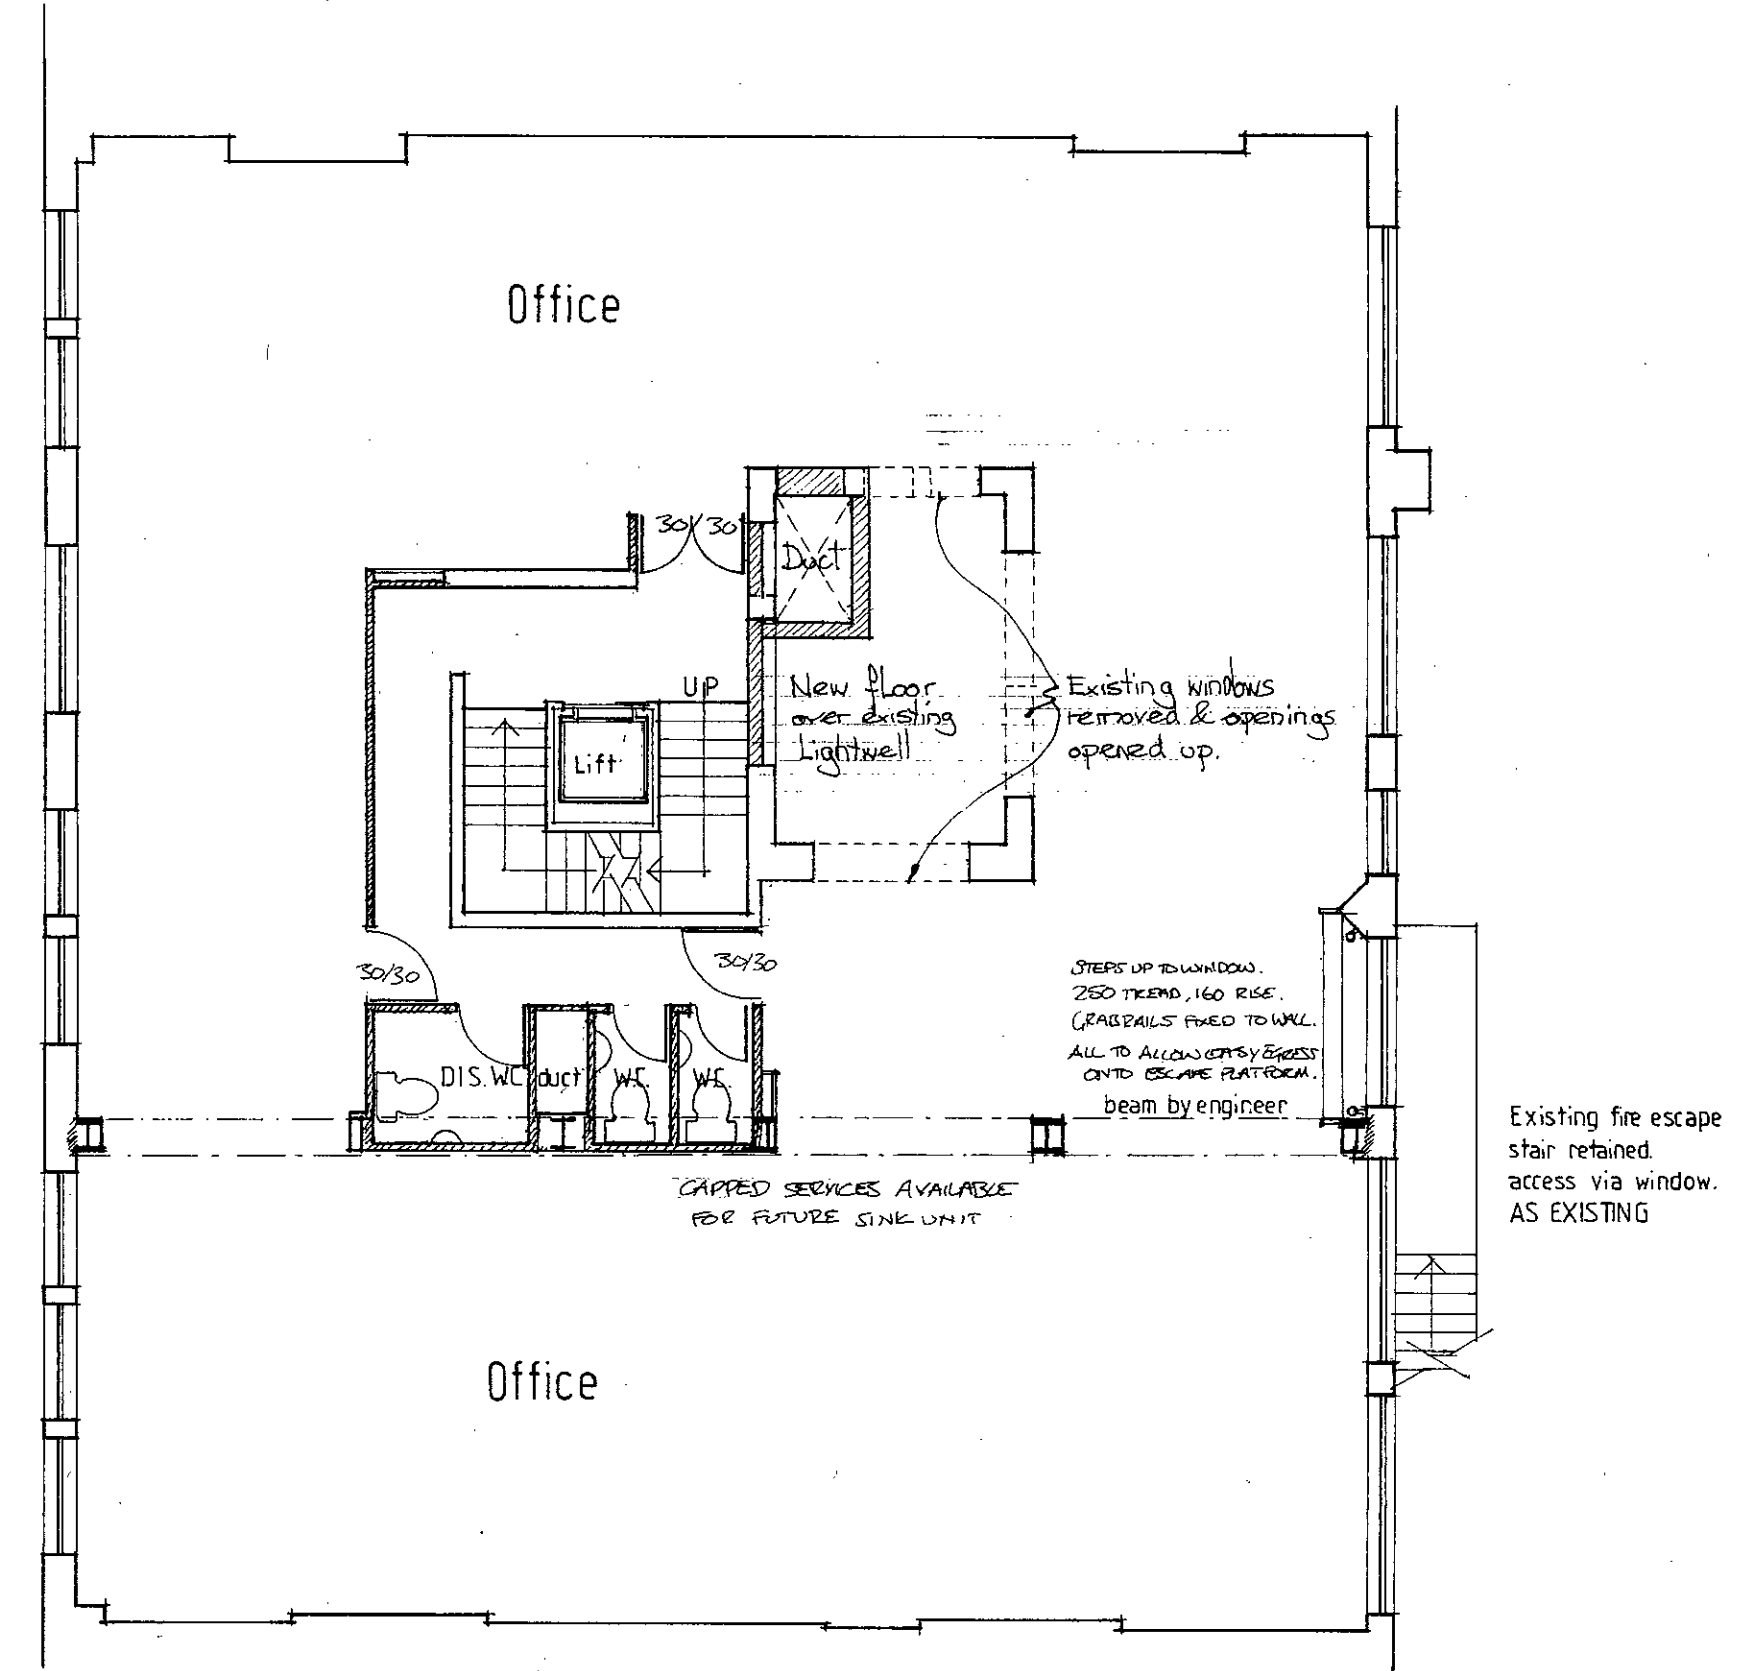 Office
30 30
Duct
UP
New floor
over existing
Lightwell
Existing windows
removed & openings
opened up.
Lift
30/30
30/30
STEPS UP TO WINDOW.
250 TREAD, 160 RISE.
GRABRAILS FIXED TO WALL.
ALL TO ALLOW EASY EGRESS
ONTO ESCAPE PLATFORM.
beam by engineer
DIS. WC duct W.C. W.C.
Existing fire escape
stair retained.
access via window.
AS EXISTING
CAPPED SERVICES AVAILABLE
FOR FUTURE SINK UNIT
Office